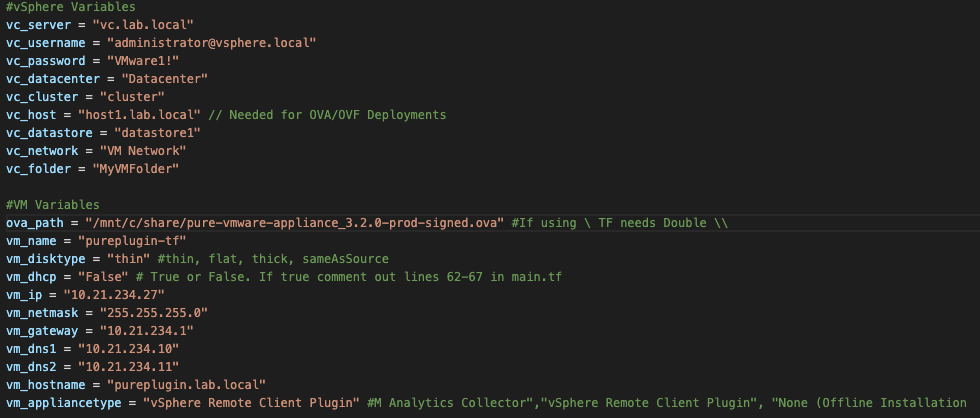 #vSphere Variables
vc_server = "vc.lab.local"
vc_username = "administrator@vsphere.local"
vc_password = "VMware1!"
vc_datacenter = "Datacenter"
vc_cluster = "cluster"
vc_host = "host1.lab.local" // Needed for OVA/OVF Deployments
vc_datastore = "datastore1"
vc_network = "VM Network"
vc_folder = "MyVMFolder"
#VM Variables
ova_path = "/mnt/c/share/pure-vmware-appliance_3.2.0-prod-signed.ova" #If using \ TF needs Double \\
vm_name = "pureplugin-tf"
vm_disktype = "thin" #thin, flat, thick, sameAsSource
vm_dhcp = "False" # True or False. If true comment out lines 62-67 in main.tf
vm_ip = "10.21.234.27"
vm_netmask = "255.255.255.0"
vm_gateway = "10.21.234.1"
vm_dns1 = "10.21.234.10"
vm_dns2 = "10.21.234.11"
vm_hostname = "pureplugin.lab.local"
vm_appliancetype = "vSphere Remote Client Plugin" #M Analytics Collector","vSphere Remote Client Plugin", "None (Offline Installation